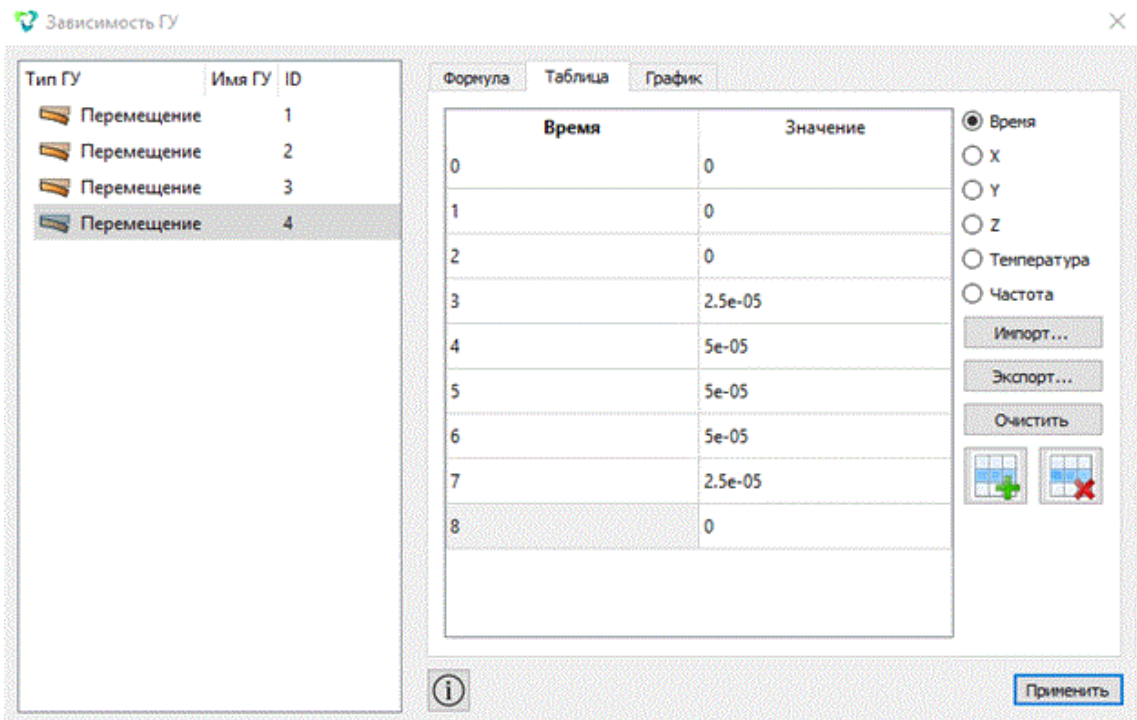 Зависимость ГУ
Тип ГУ Имя ГУ ID
Перемещение 1
Перемещение 2
Перемещение 3
Перемещение 4
Формула Таблица График
Время Значение
0 0
1 0
2 0
3 2.5e-05
4 5e-05
5 5e-05
6 5e-05
7 2.5e-05
8 0
Время
X
Y
Z
Температура
Частота
Импорт...
Экспорт...
Очистить
Применить